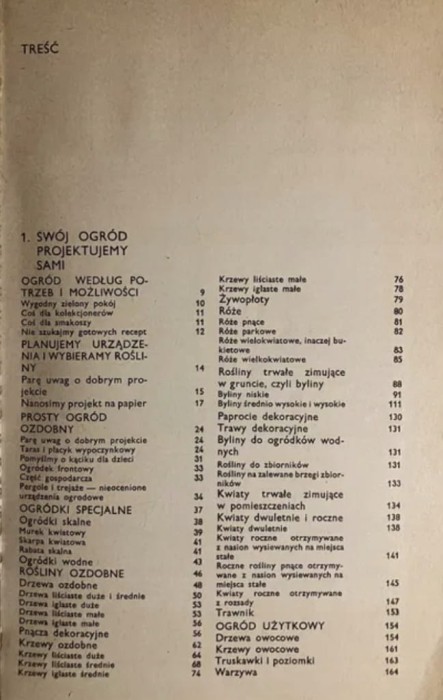 TREŚĆ
1. SWÓJ OGRÓD
PROJEKTUJEMY
SAMI
OGRÓD WEDŁUG PO-
TRZEB I MOŻLIWOŚCI 9
Wygodny zielony pokój 10
Coś dla kolekcjonerów 11
Coś dla smakoszy 11
Nie szukajmy gotowych recept 12
PLANUJEMY URZĄDZE-
NIA I WYBIERAMY ROŚLI-
NY 14
Parę uwag o dobrym pro-
jekcie 15
Nanosimy projekt na papier 17
PROSTY OGRÓD
OZDOBNY 24
Parę uwag o dobrym projekcie 24
Taras i placyk wypoczynkowy 24
Pomyślmy o kąciku dla dzieci 31
Ogródek frontowy 33
Część gospodarcza 33
Pergole i trejaże — nieocenione
urządzenia ogrodowe 34
OGRÓDKI SPECJALNE 37
Ogródki skalne 38
Murek kwiatowy 39
Skarpa kwiatowa 41
Rabata skalna 41
Ogródki wodne 43
ROŚLINY OZDOBNE 46
Drzewa ozdobne 48
Drzewa liściaste duże i średnie 50
Drzewa iglaste duże 53
Drzewa liściaste małe 53
Drzewa iglaste małe 56
Pnącza dekoracyjne 56
Krzewy ozdobne 62
Krzewy liściaste duże 64
Krzewy liściaste średnie 68
Krzewy iglaste średnie 74
Krzewy liściaste małe 76
Krzewy iglaste małe 78
Żywopłoty 79
Róże 80
Róże pnące 81
Róże parkowe 82
Róże wielokwiatowe, inaczej bu-
kietowe 83
Róże wielkokwiatowe 85
Rośliny trwałe zimujące
w gruncie, czyli byliny 88
Byliny niskie 91
Byliny średnio wysokie i wysokie 111
Paprocie dekoracyjne 130
Trawy dekoracyjne 131
Byliny do ogródków wod-
nych 131
Rośliny do zbiorników 131
Rośliny na zalewane brzegi zbior-
ników 133
Kwiaty trwałe zimujące
w pomieszczeniach 134
Kwiaty dwuletnie i roczne 138
Kwiaty dwuletnie 138
Kwiaty roczne otrzymywane
z nasion wysiewanych na miejsca
stałe 141
Roczne rośliny pnące otrzymy-
wane z nasion wysiewanych na
miejsca stałe 145
Kwiaty roczne otrzymywane
z rozsady 147
Trawnik 153
OGRÓD UŻYTKOWY 154
Drzewa owocowe 154
Krzewy owocowe 161
Truskawki i poziomki 163
Warzywa 164